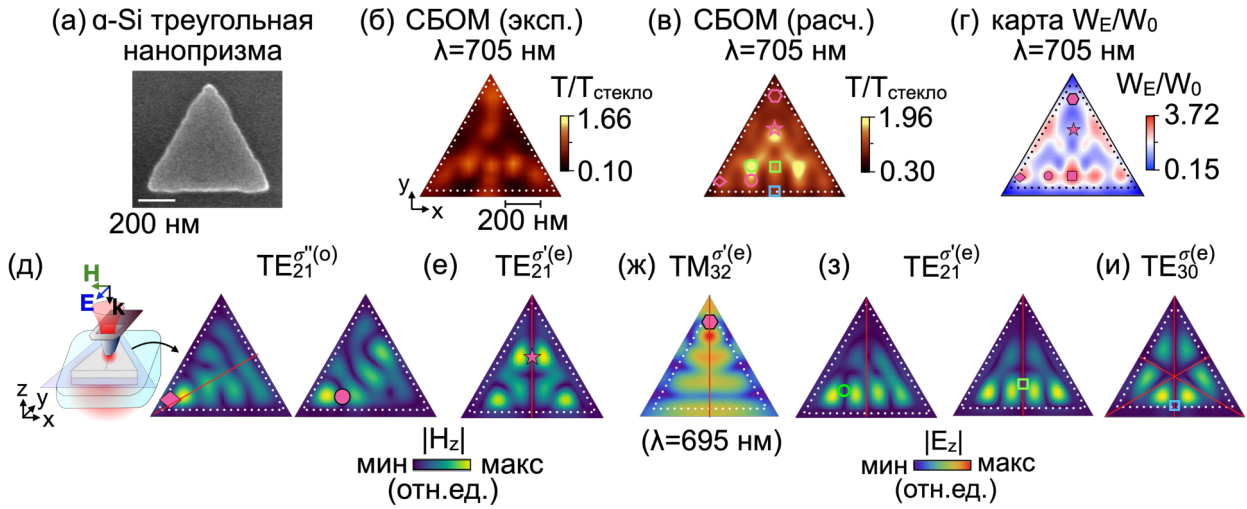 (а) α-Si треугольная
нанопризма
200 нм
(б) СБОМ (эксп.)
λ=705 нм
T/Tстекло
1.66
0.10
y
x
200 нм
(в) СБОМ (расч.)
λ=705 нм
T/Tстекло
1.96
0.30
(г) карта WE/W0
λ=705 нм
WE/W0
3.72
0.15
(д)
H
E
k
z
y
x
TE21σ''(o)
(е) TE21σ'(e)
|Hz|
мин макс
(отн.ед.)
(ж) TM32σ'(e)
(λ=695 нм)
(з) TE21σ'(e)
|Ez|
мин макс
(отн.ед.)
(и) TE30σ(e)